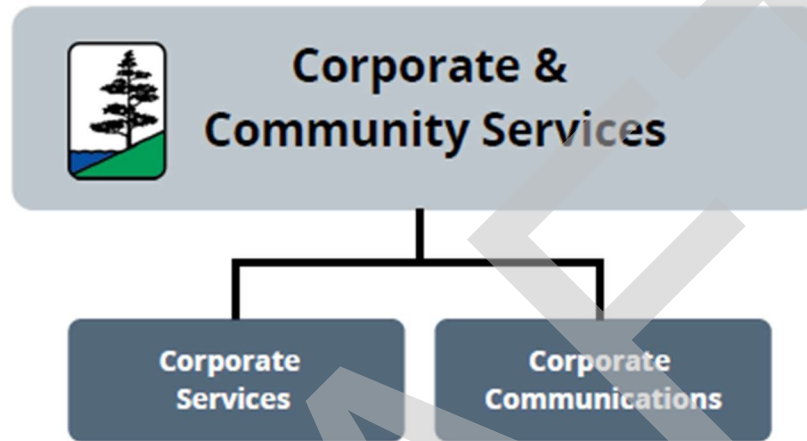 Corporate &
Community Services
Corporate
Services
Corporate
Communications